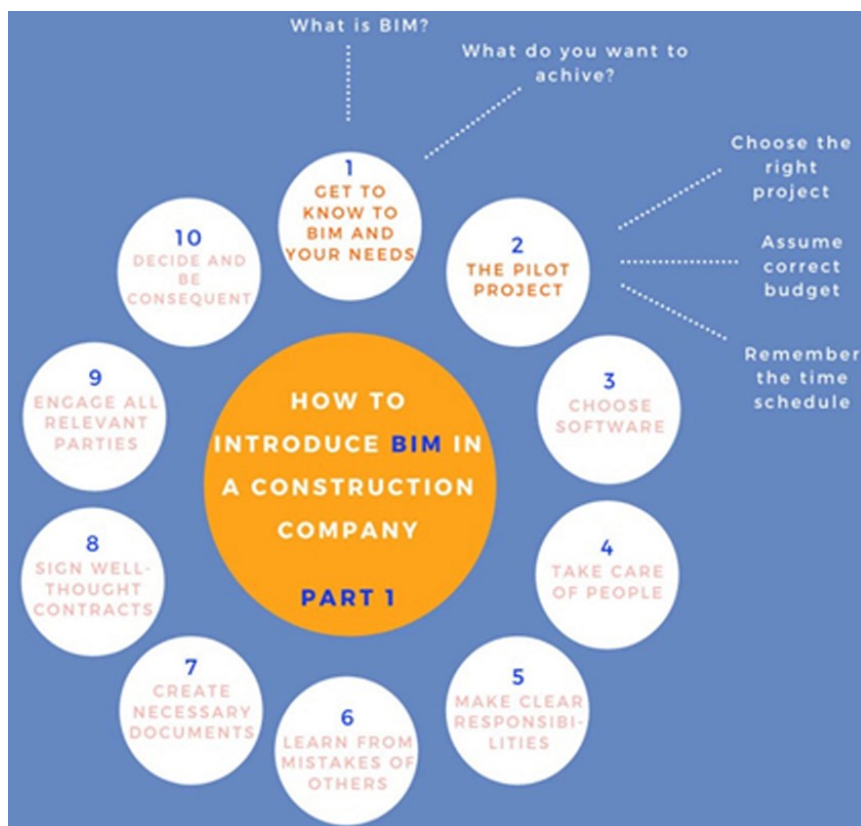 What is BIM?
What do you want to
achive?
Choose the
right
project
Assume
correct
budget
Remember
the time
schedule
1
GET TO
KNOW TO
BIM AND
YOUR NEEDS
2
THE PILOT
PROJECT
3
CHOOSE
SOFTWARE
4
TAKE CARE
OF PEOPLE
5
MAKE CLEAR
RESPONSIBI-
LITIES
6
LEARN FROM
MISTAKES OF
OTHERS
7
CREATE
NECESSARY
DOCUMENTS
8
SIGN WELL-
THOUGHT
CONTRACTS
9
ENGAGE ALL
RELEVANT
PARTIES
10
DECIDE AND
BE
CONSEQUENT
HOW TO
INTRODUCE BIM IN
A CONSTRUCTION
COMPANY
PART 1